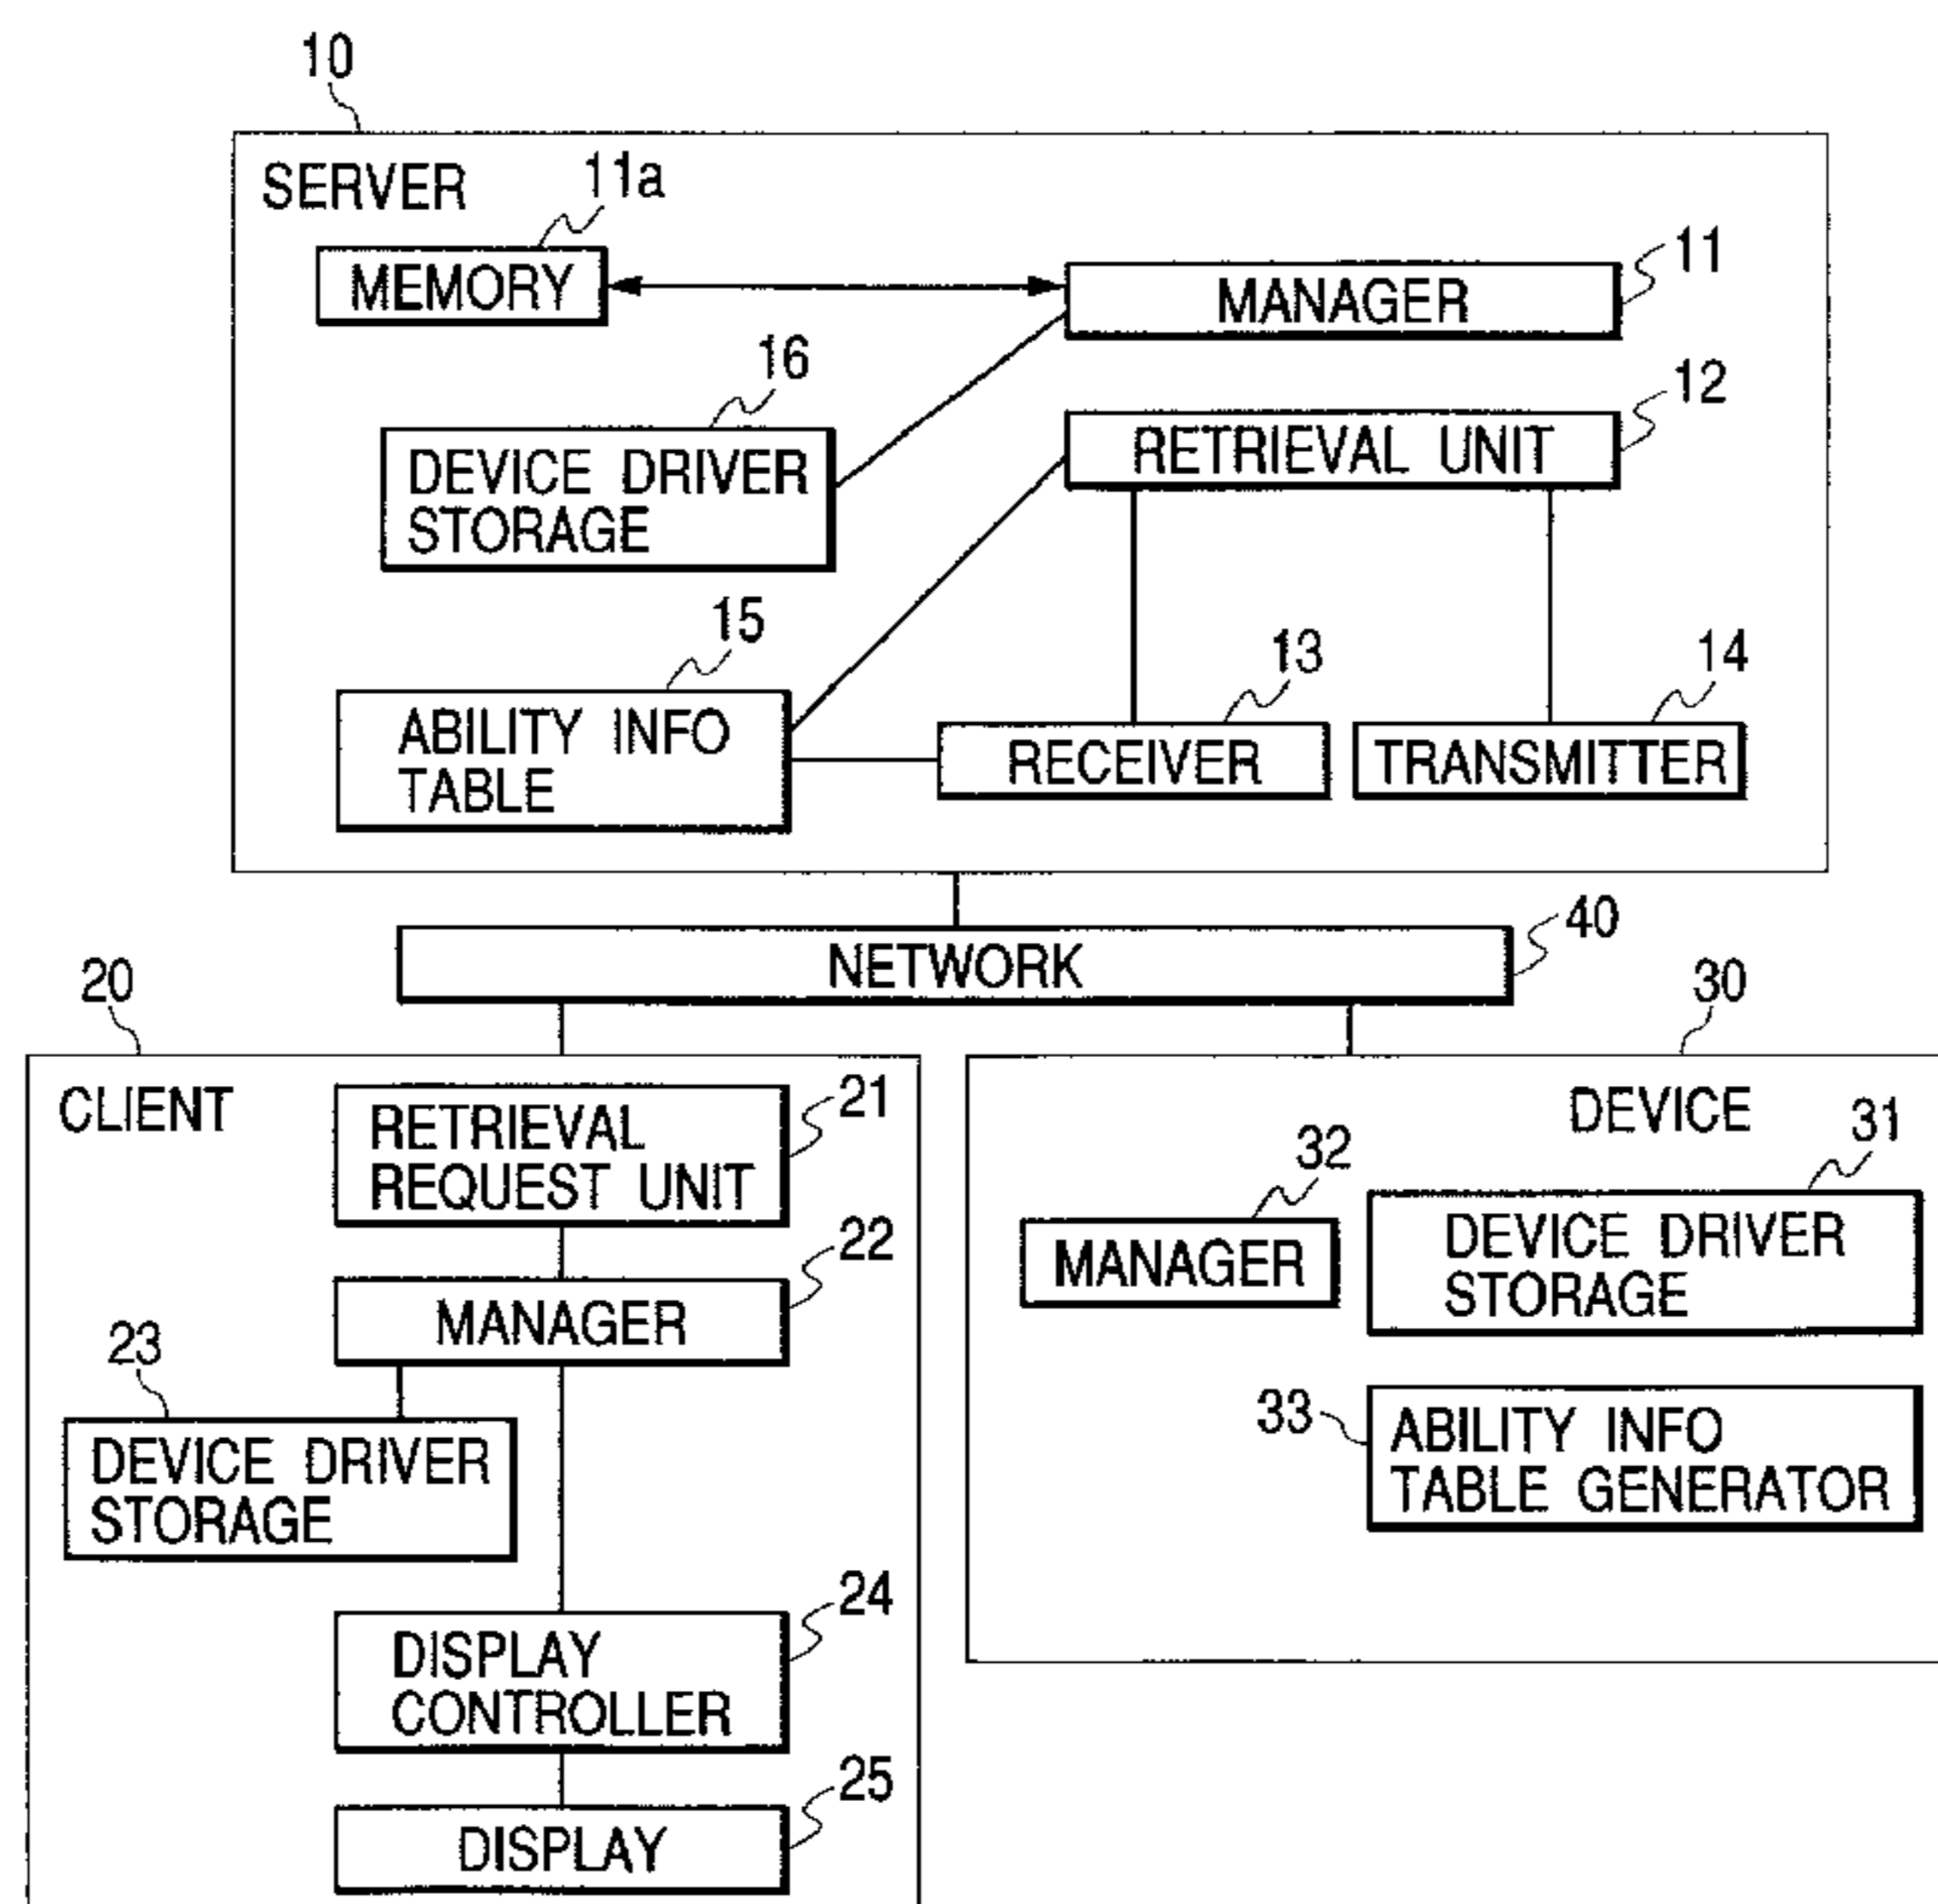 10
SERVER
11a
MEMORY
11
MANAGER
16
12
DEVICE DRIVER
STORAGE
RETRIEVAL UNIT
15
13
14
ABILITY INFO
TABLE
RECEIVER
TRANSMITTER
40
NETWORK
20
30
CLIENT
21
RETRIEVAL
REQUEST UNIT
22
MANAGER
23
DEVICE DRIVER
STORAGE
24
DISPLAY
CONTROLLER
25
DISPLAY
DEVICE
31
32
MANAGER
DEVICE DRIVER
STORAGE
33
ABILITY INFO
TABLE GENERATOR